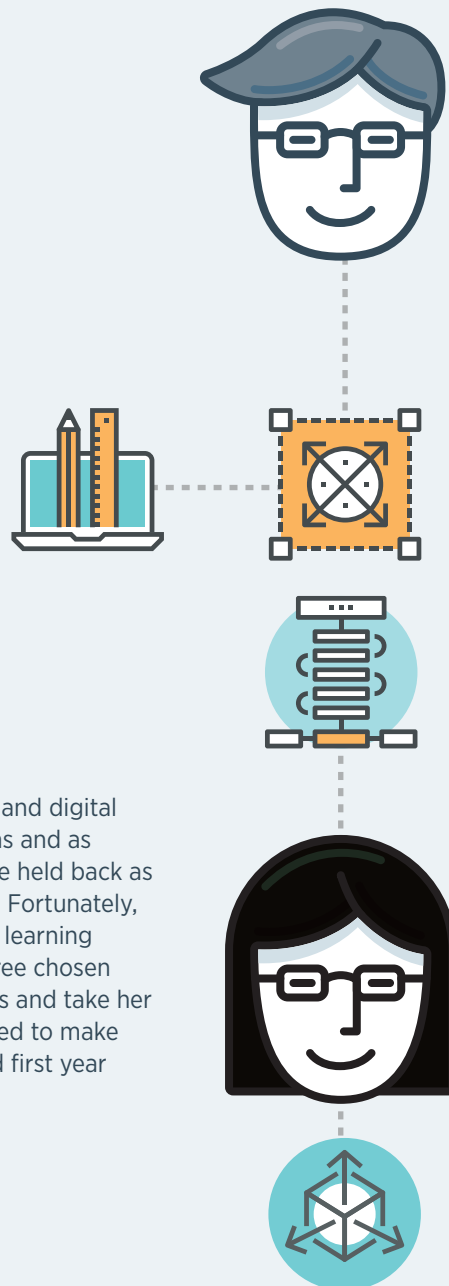 and digital
ns and as
e held back as
Fortunately,
learning
ree chosen
s and take her
ed to make
d first year